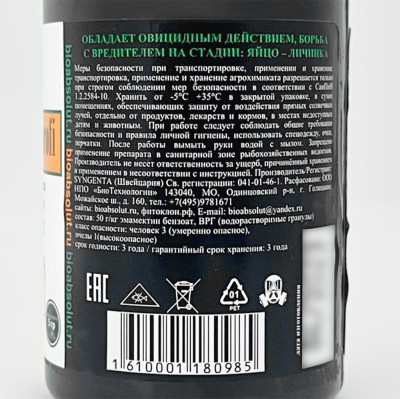 ОБЛАДАЕТ ОВИЦИДНЫМ ДЕЙСТВИЕМ, БОРЬБА
С ВРЕДИТЕЛЕМ НА СТАДИИ: ЯЙЦО – ЛИЧИНКА
Меры безопасности при транспортировке, применении и хранение
транспортировка, применение и хранение агрохимиката разрешается только
при строгом соблюдении мер безопасности в соответствии с СанПиН
1.2.2584-10. Хранить от -5°С +35°С в закрытой упаковке, в сухих
помещениях, обеспечивающих защиту от воздействия прямых солнечных
лучей, отдельно от продуктов, лекарств и кормов, в местах недоступных
детям и животным. При работе следует соблюдать общие требования
безопасности и правила личной гигиены, использовать спецодежду, очки,
перчатки. После работы вымыть руки водой с мылом. Запрещено
применение препарата в санитарной зоне рыбохозяйственных водоёмов.
Производитель не несет ответственность за ущерб, причинённый хранением
и применением в несоответствии с инструкцией. Производитель/Регистрант:
SYNGENTA (Швейцария) Св. регистрации: 041-01-46-1. Расфасовано: ООО
НПО «БиоТехнологии» 143040, МО, Одинцовский р-н, г. Голицыно,
Можайское ш., д. 160, тел.: +7(495)9781671
сайты: bioabsolut.ru, фитоклон.рф, E-mail: bioabsolut@yandex.ru
состав: 50 г/кг эмамектин бензоат, ВРГ (водорастворимые гранулы)
класс опасности: человек 3 (умеренно опасное),
пчелы 1(высокоопасное)
срок годности: 3 года / гарантийный срок хранения: 3 года
bioabsolut.ru
bioabsolut.ru
bioabsolut.ru
ЕАС
01
PET
1610001180985